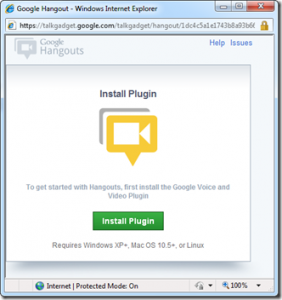 Google Hangout - Windows Internet Explorer
https://talkgadget.google.com/talkgadget/hangout/1dc4c5a1e1743b8a93b66
Google
Hangouts
Help Issues
Install Plugin
To get started with Hangouts, first install the Google Voice and
Video Plugin
Install Plugin
Requires Windows XP+, Mac OS 10.5+, or Linux
Internet | Protected Mode: On
100%